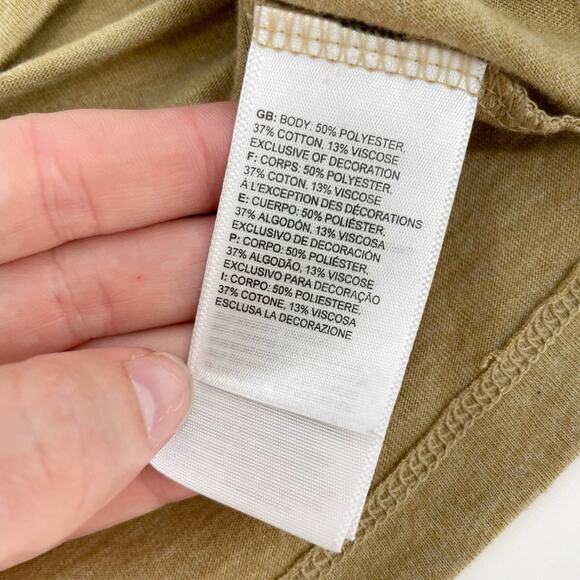 GB: BODY: 50% POLYESTER,
37% COTTON, 13% VISCOSE
EXCLUSIVE OF DECORATION
F: CORPS: 50% POLYESTER,
37% COTON, 13% VISCOSE
À L'EXCEPTION DES DÉCORATIONS
E: CUERPO: 50% POLIÉSTER,
37% ALGODÓN, 13% VISCOSA
EXCLUSIVO DE DECORACIÓN
P: CORPO: 50% POLIÉSTER,
37% ALGODÃO, 13% VISCOSA
EXCLUSIVO PARA DECORAÇÃO
I: CORPO: 50% POLIESTERE,
37% COTONE, 13% VISCOSA
ESCLUSA LA DECORAZIONE